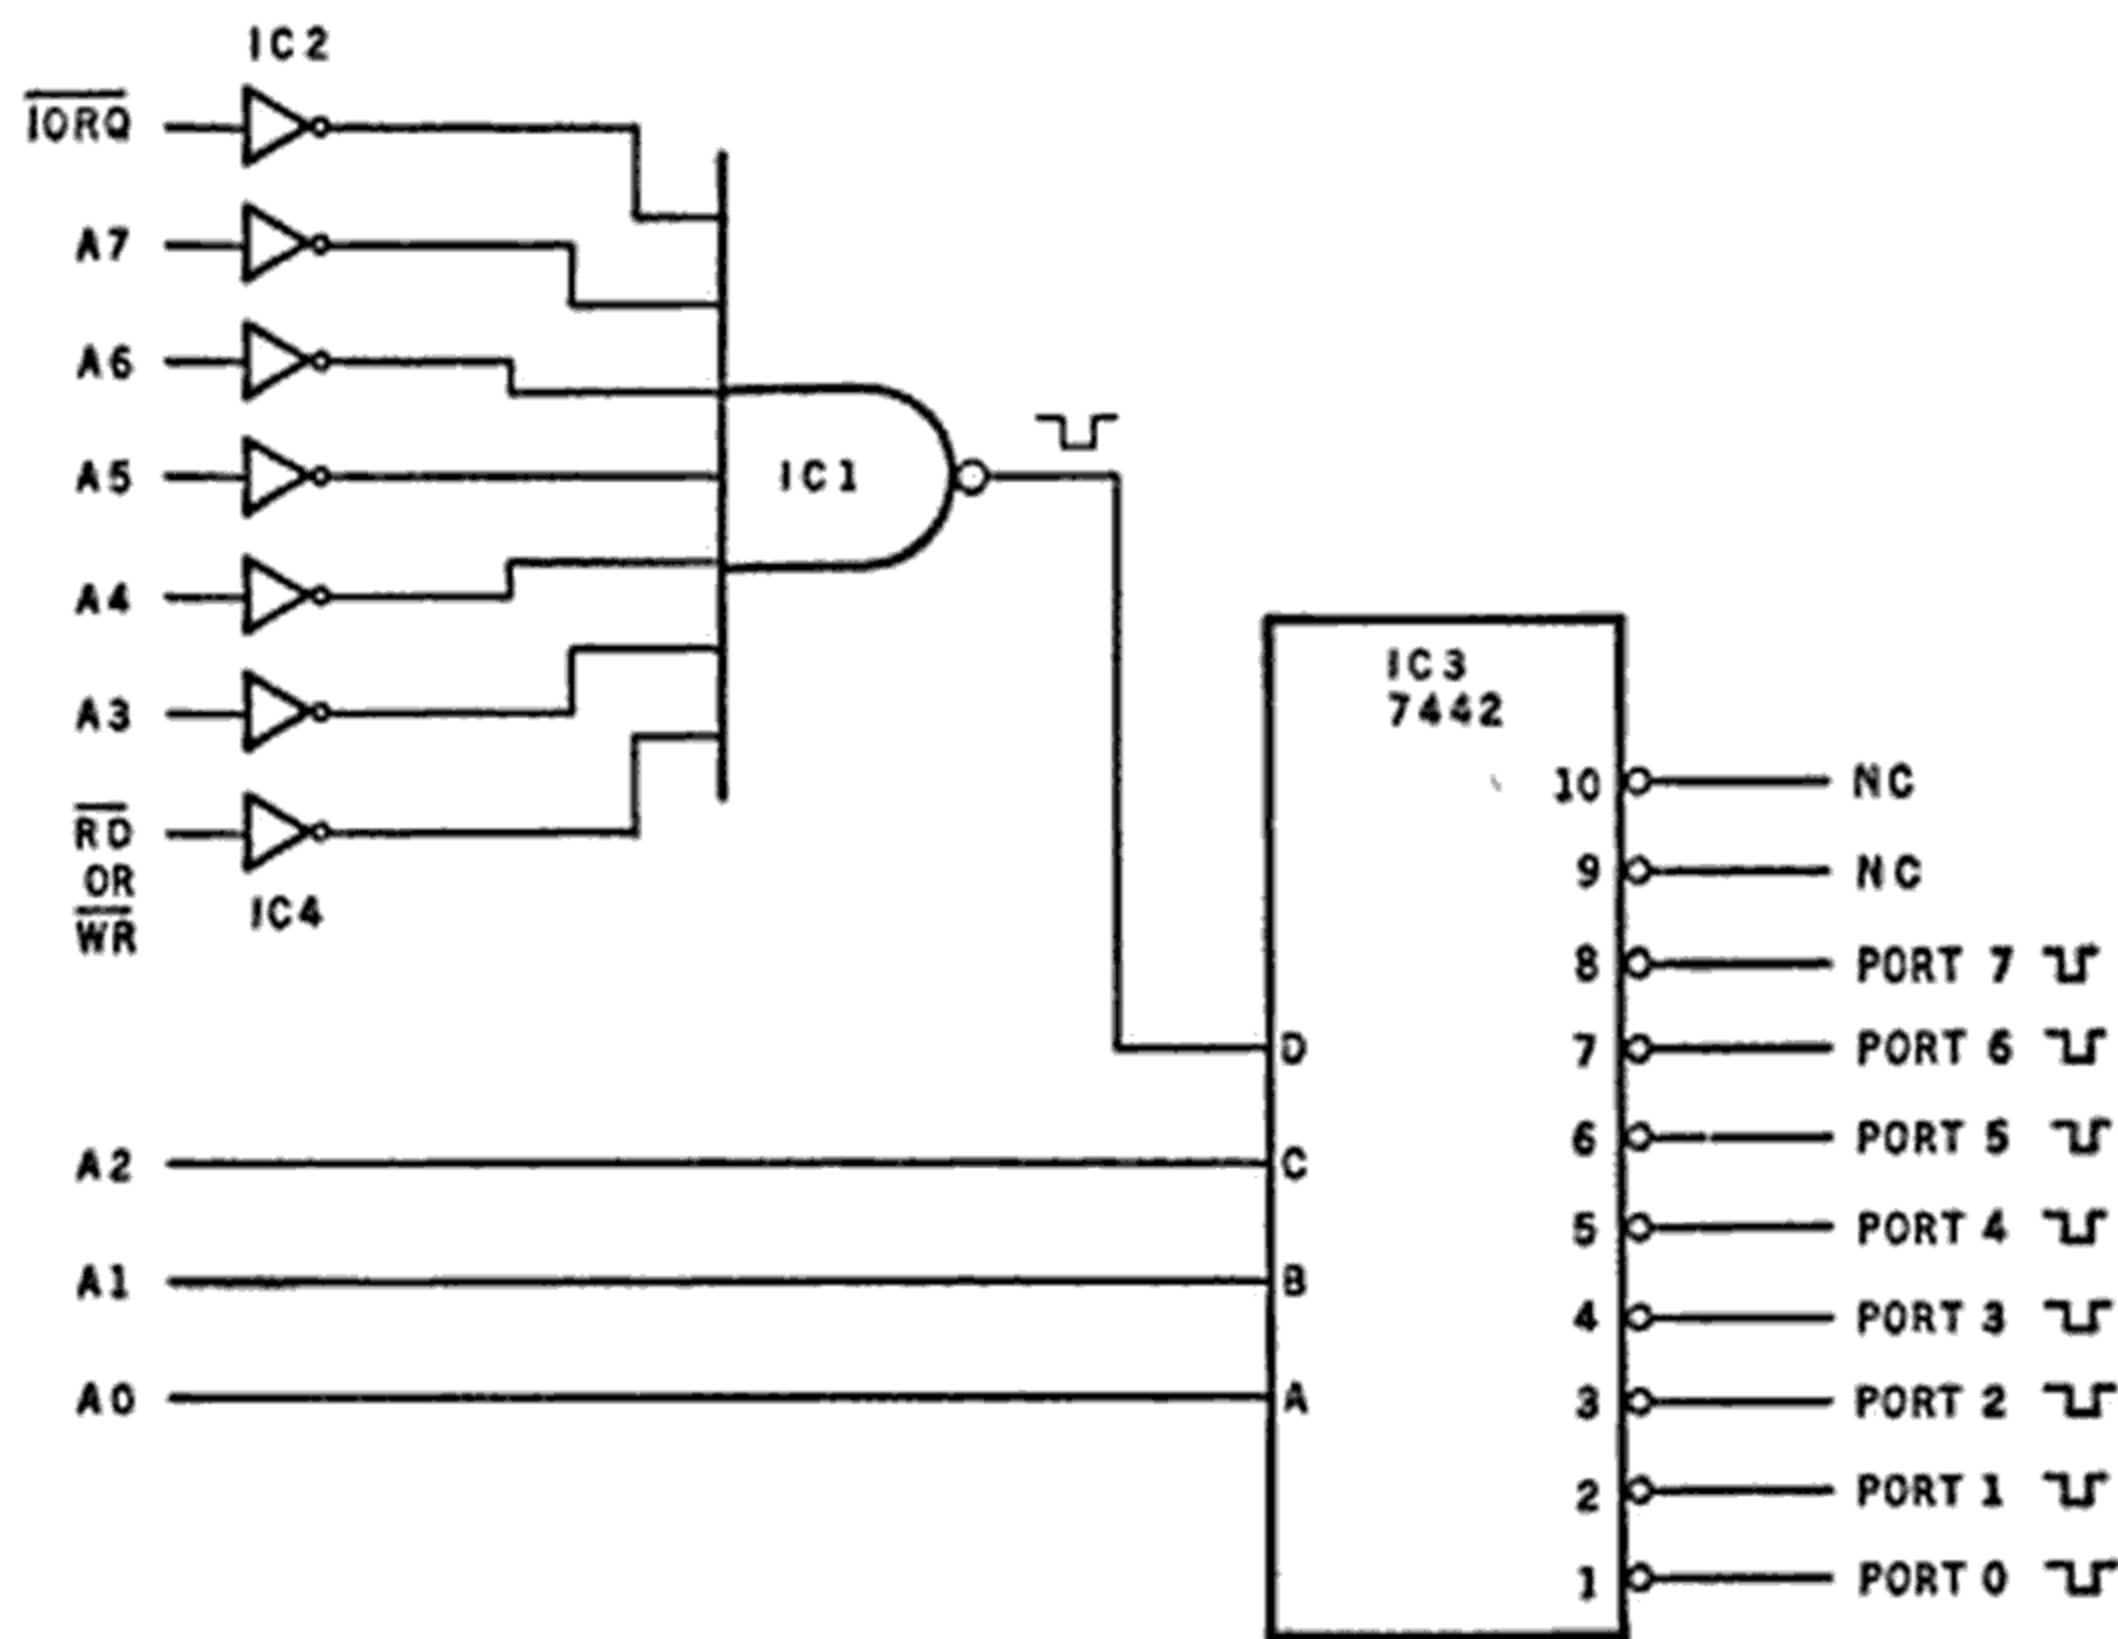 IC2
IORQ
A7
A6
A5
IC1
A4
A3
RD
OR
WR
IC4
IC3
7442
10 NC
9 NC
8 PORT 7
D 7 PORT 6
A2 C 6 PORT 5
5 PORT 4
A1 B 4 PORT 3
A0 A 3 PORT 2
2 PORT 1
1 PORT 0